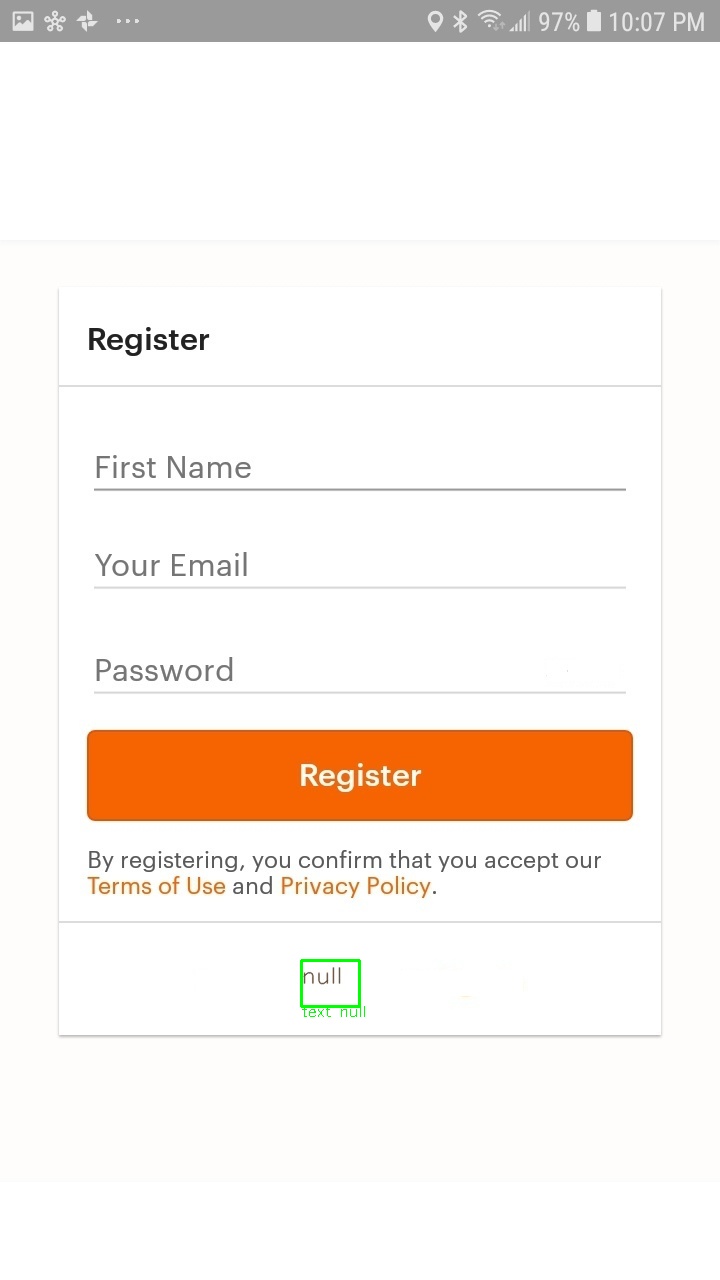 97% 10:07 PM
Register
First Name
Your Email
Password
Register
By registering, you confirm that you accept our
Terms of Use and Privacy Policy.
null
text null